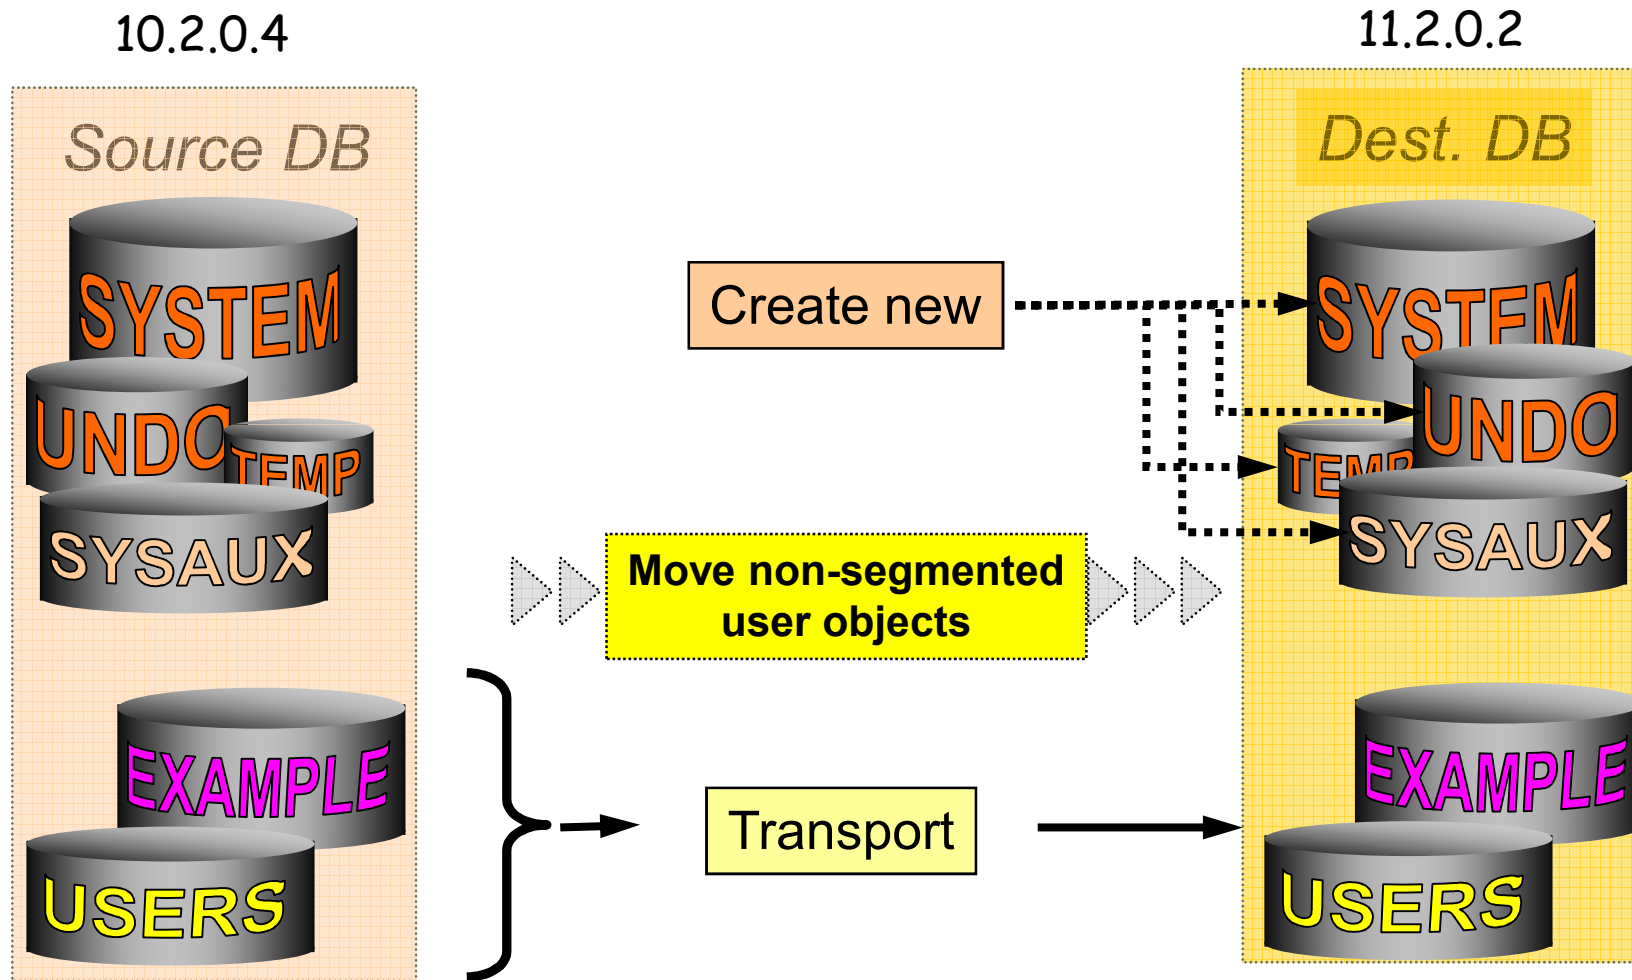 10.2.0.4
11.2.0.2
Source DB
Dest. DB
SYSTEM
UNDO
TEMP
SYSAUX
EXAMPLE
USERS
Create new
Move non-segmented
user objects
Transport
SYSTEM
UNDO
TEMP
SYSAUX
EXAMPLE
USERS